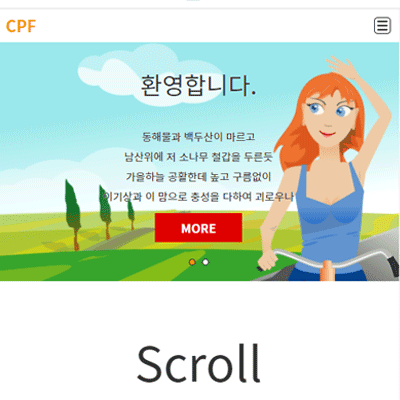 CPF
환영합니다.
동해물과 백두산이 마르고
남산위에 저 소나무 철갑을 두른듯
가을하늘 공활한데 높고 구름없이
이기상과 이 맘으로 충성을 다하여 괴로우나
MORE
Scroll